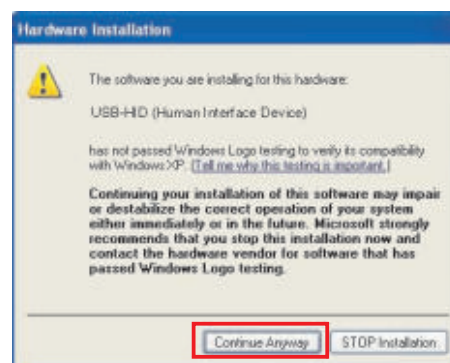 Hardware Installation
The software you are installing for this hardware:
USB-HID (Human Interface Device)
has not passed Windows Logo testing to verify its compatibility
with Windows XP. (Tell me why this testing is important.)
Continuing your installation of this software may impair
or destabilize the correct operation of your system
either immediately or in the future. Microsoft strongly
recommends that you stop this installation now and
contact the hardware vendor for software that has
passed Windows Logo testing.
Continue Anyway
STOP Installation